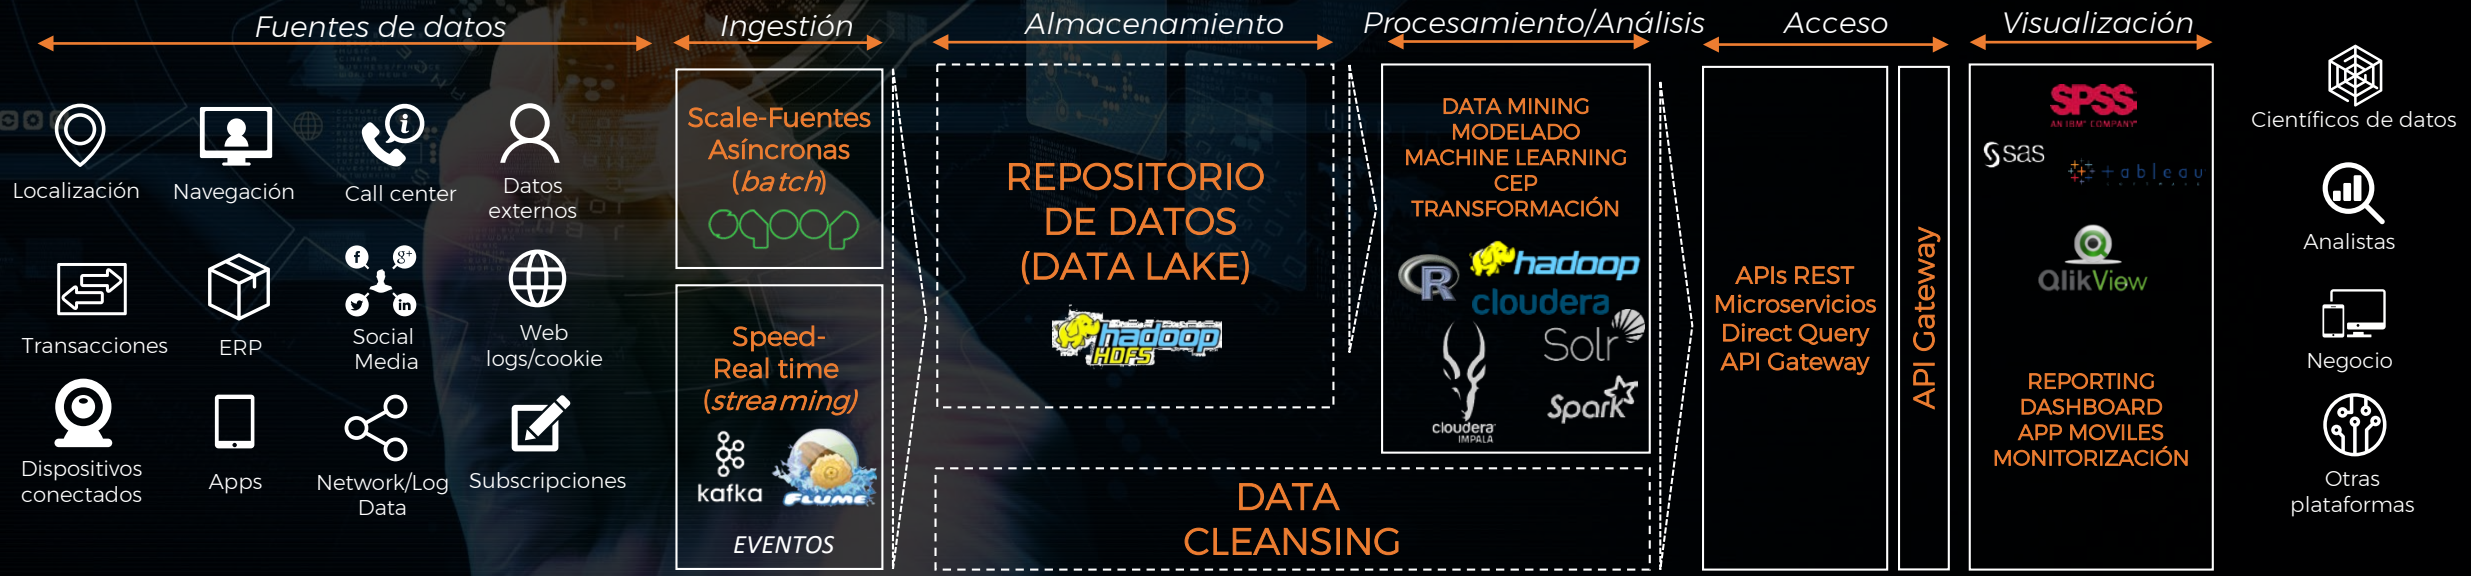 Fuentes de datos
Ingestión
Almacenamiento
Procesamiento/Análisis
Acceso
Visualización
Localización
Navegación
Call center
Datos
externos
Transacciones
ERP
Social
Media
Web
logs/cookie
Dispositivos
conectados
Apps
Network/Log
Data
Subscripciones
Scale-Fuentes
Asíncronas
(batch)
sqoop
Speed-
Real time
(streaming)
kafka
FLUME
EVENTOS
REPOSITORIO
DE DATOS
(DATA LAKE)
hadoop
HDFS
DATA
CLEANSING
DATA MINING
MODELADO
MACHINE LEARNING
CEP
TRANSFORMACIÓN
R
hadoop
cloudera
Solr
cloudera
IMPALA
Spark
APIs REST
Microservicios
Direct Query
API Gateway
API Gateway
SPSS
AN IBM® COMPANY®
sas
+ableau
QlikView
REPORTING
DASHBOARD
APP MOVILES
MONITORIZACIÓN
Científicos de datos
Analistas
Negocio
Otras
plataformas